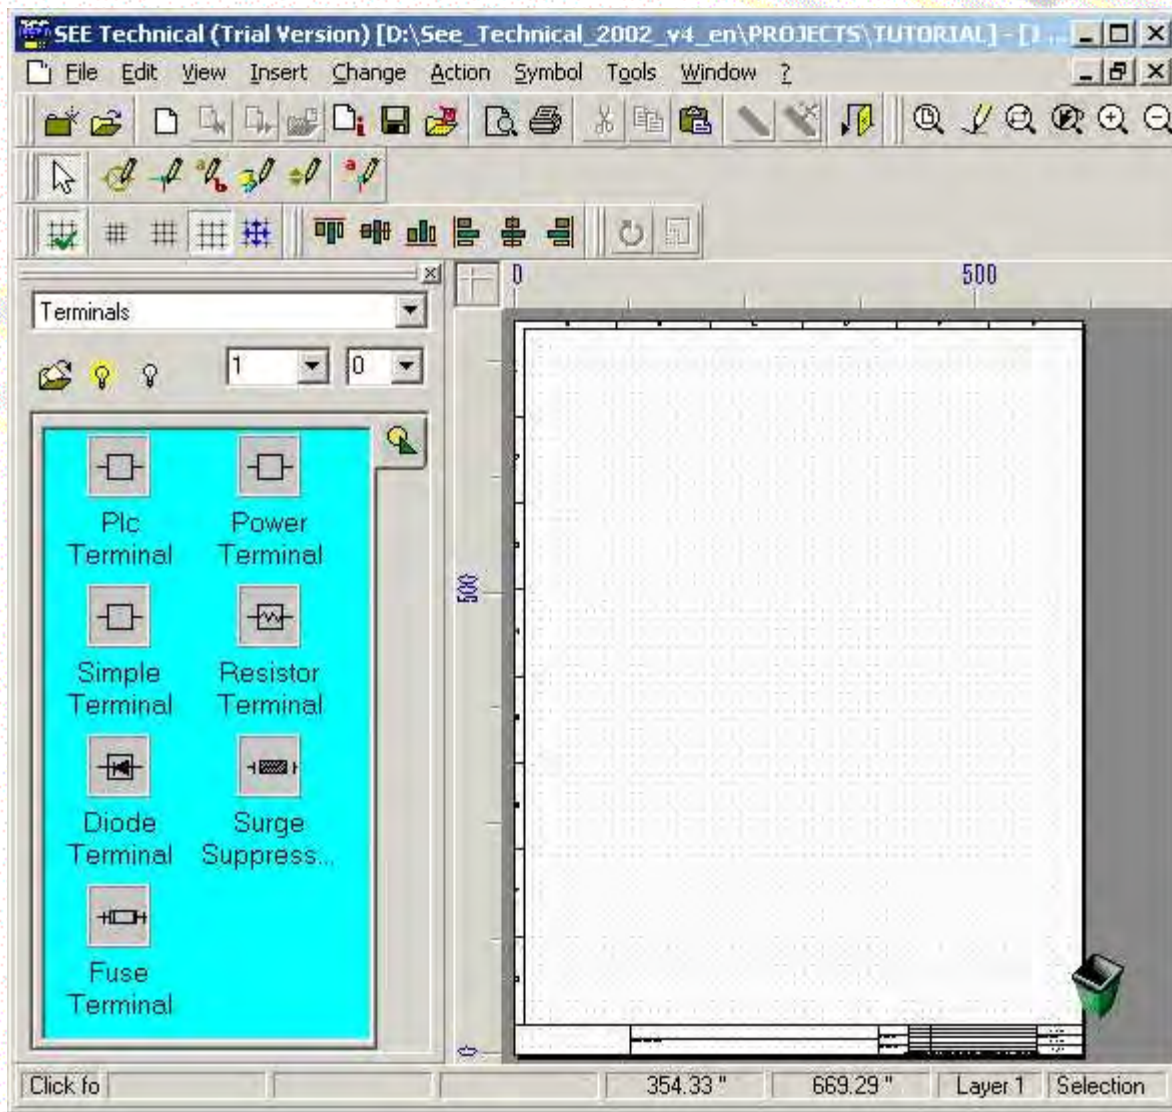 SEE Technical (Trial Version) [D:\See_Technical_2002_v4_en\PROJECTS\TUTORIAL] - [1 ...
File Edit View Insert Change Action Symbol Tools Window ?
0 500
Terminals
1 0
Plc Terminal
Power Terminal
500
Simple Terminal
Resistor Terminal
Diode Terminal
Surge Suppress...
Fuse Terminal
0
Click fo 354.33 " 669.29 " Layer 1 Selection